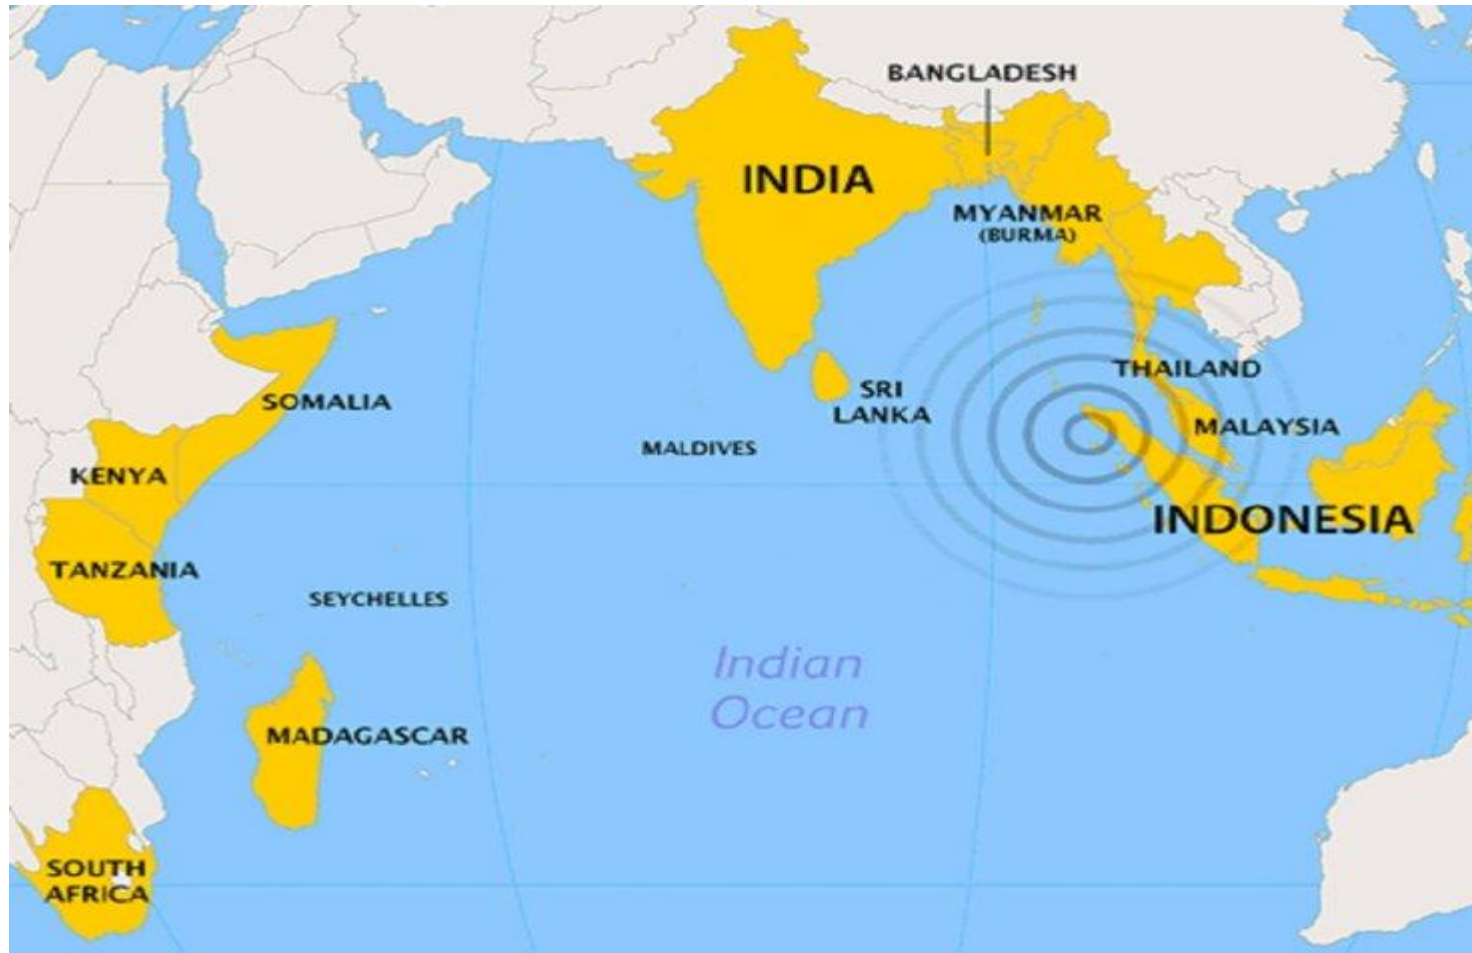 BANGLADESH
INDIA
MYANMAR
(BURMA)
THAILAND
SRI
LANKA
SOMALIA
MALAYSIA
MALDIVES
KENYA
INDONESIA
TANZANIA
SEYCHELLES
Indian
Ocean
MADAGASCAR
SOUTH
AFRICA